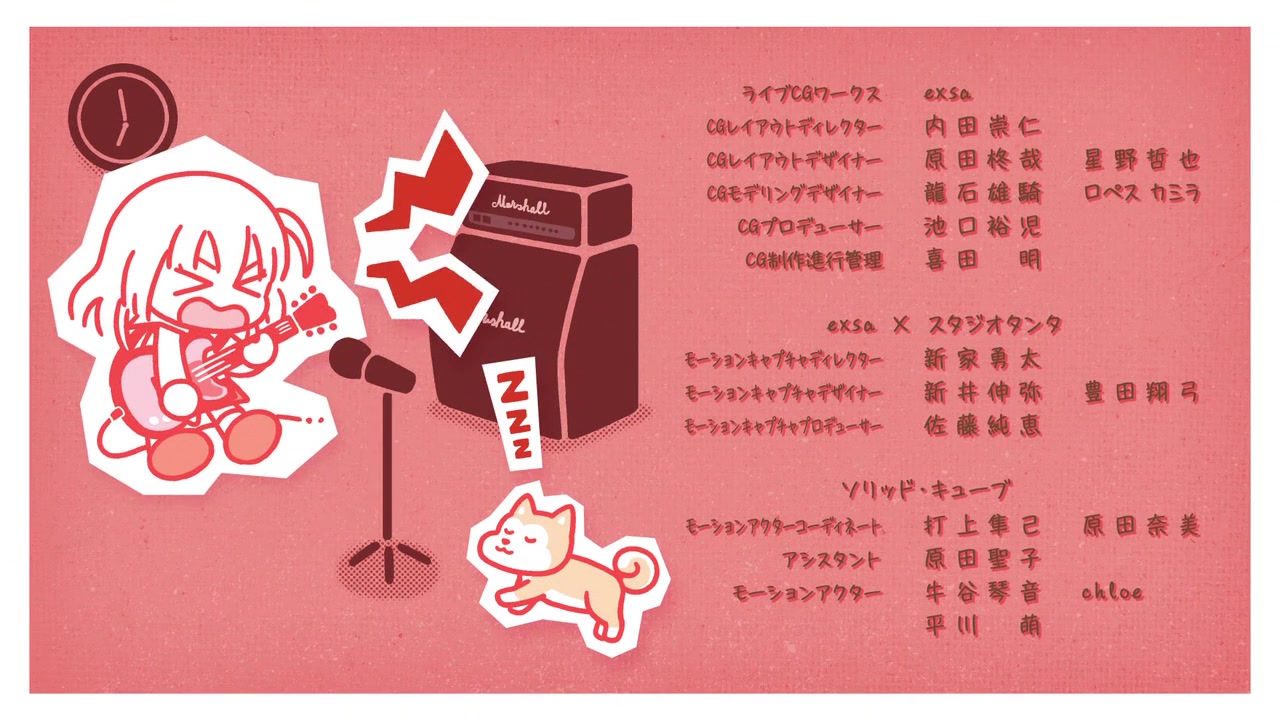 Marshall
Marshall
NNN
ライブCGワークス exsa
CGレイアウトディレクター 内田崇仁
CGレイアウトデザイナー 原田柊哉 星野哲也
CGモデリングデザイナー 龍石雄騎 ロペス カミラ
CGプロデューサー 池口裕児
CG制作進行管理 喜田 明
exsa × スタジオタンタ
モーションキャプチャディレクター 新家勇太
モーションキャプチャデザイナー 新井伸弥 豊田翔弓
モーションキャプチャプロデューサー 佐藤純恵
ソリッド・キューブ
モーションアクターコーディネート 打上隼己 原田奈美
アシスタント 原田聖子
モーションアクター 牛谷琴音 chloe
平川 萌